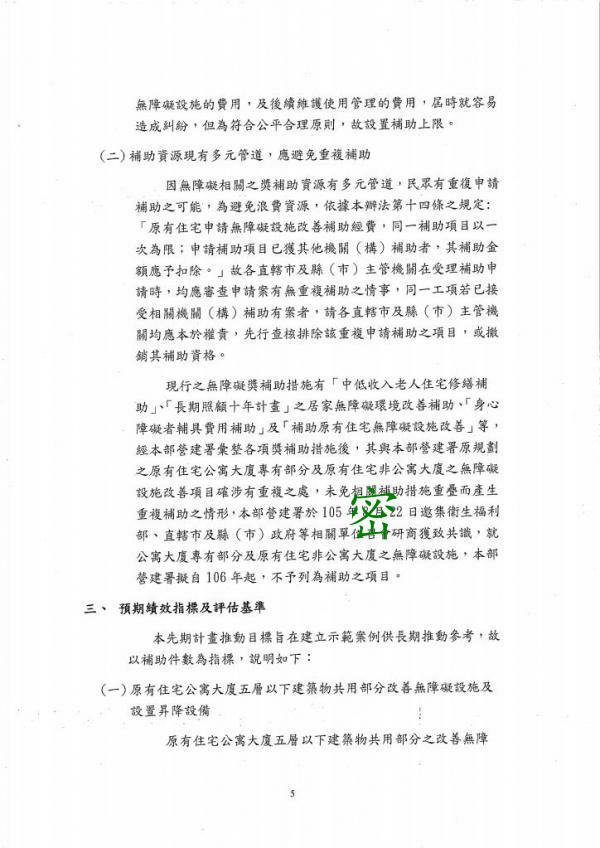 無障礙設施的費用，及後續維護使用管理的費用，屆時就容易
造成糾紛，但為符合公平合理原則，故設置補助上限。
(二)補助資源現有多元管道，應避免重複補助
因無障礙相關之獎補助資源有多元管道，民眾有重復申請
補助之可能，為避免浪費資源，依據本辦法第十四條之規定:
「原有住宅申請無障礙設施改善補助經費，同一補助項目以一
次為限；申請補助項目已獲其他機關（構）補助者，其補助金
額應予扣除。」故各直轄市及縣（市）主管機關在受理補助申
請時，均應審查申請案有無重複補助之情事，同一工項若已接
受相關機關（構）補助有案者，請各直轄市及縣（市）主管機
關均應本於權責，先行查核排除該重複申請補助之項目，或撤
銷其補助資格。
現行之無障礙獎補助措施有「中低收入老人住宅修繕補
助」、「長期照顧十年計畫」之居家無障礙環境改善補助、「身心
障礙者輔具費用補助」及「補助原有住宅無障礙設施改善」等，
經本部營建署彙整各項獎補助措施後，其與本部營建署原規劃
之原有住宅公寓大廈專有部分及原有住宅非公寓大廈之無障礙
設施改善項目確涉有重複之處，未免相關補助措施重疊而產生
重複補助之情形，本部營建署於 105 年 月 22 日邀集衛生福利
部、直轄市及縣（市）政府等相關單位 研商獲致共識，就
公寓大廈專有部分及原有住宅非公寓大廈之無障礙設施，本部
營建署擬自 106 年起，不予列為補助之項目。
密
三、 預期績效指標及評估基準
本先期計畫推動目標旨在建立示範案例供長期推動參考，故
以補助件數為指標，說明如下：
(一)原有住宅公寓大廈五層以下建築物共用部分改善無障礙設施及
設置昇降設備
原有住宅公寓大廈五層以下建築物共用部分之改善無障
5